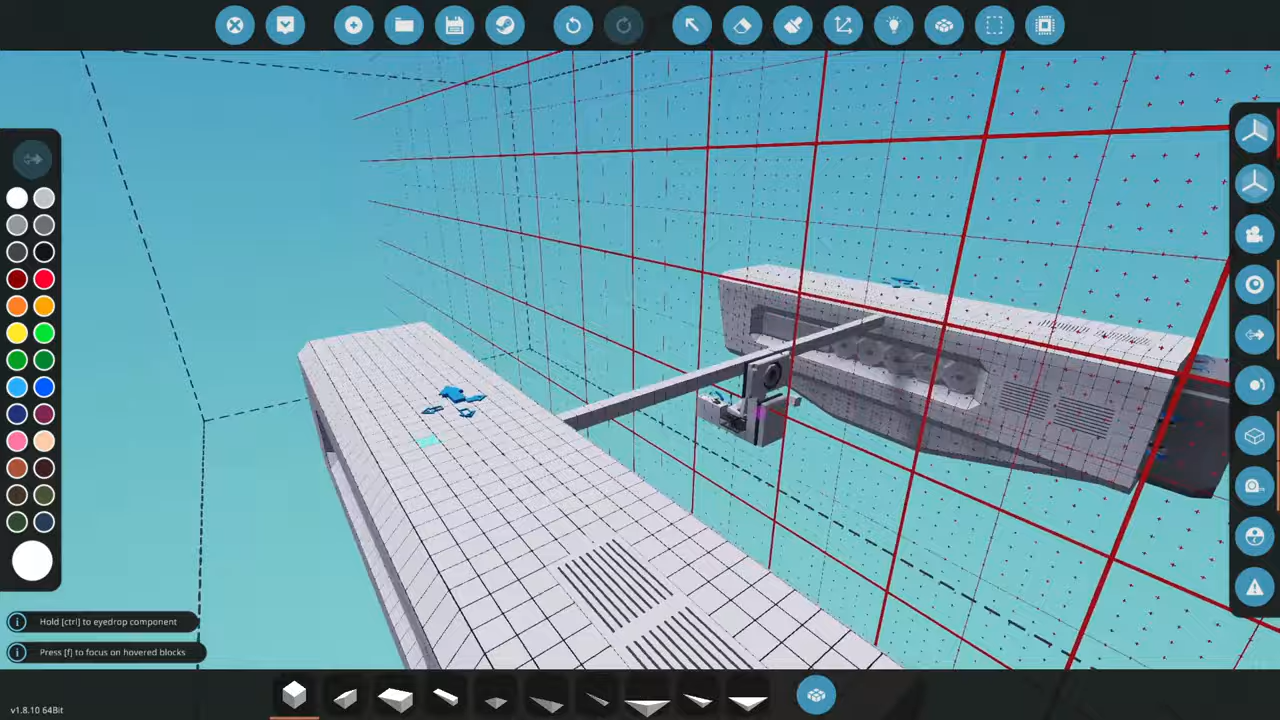 Hold [ctrl] to eyedrop component
Press [f] to focus on hovered blocks
v1.8.10 64Bit